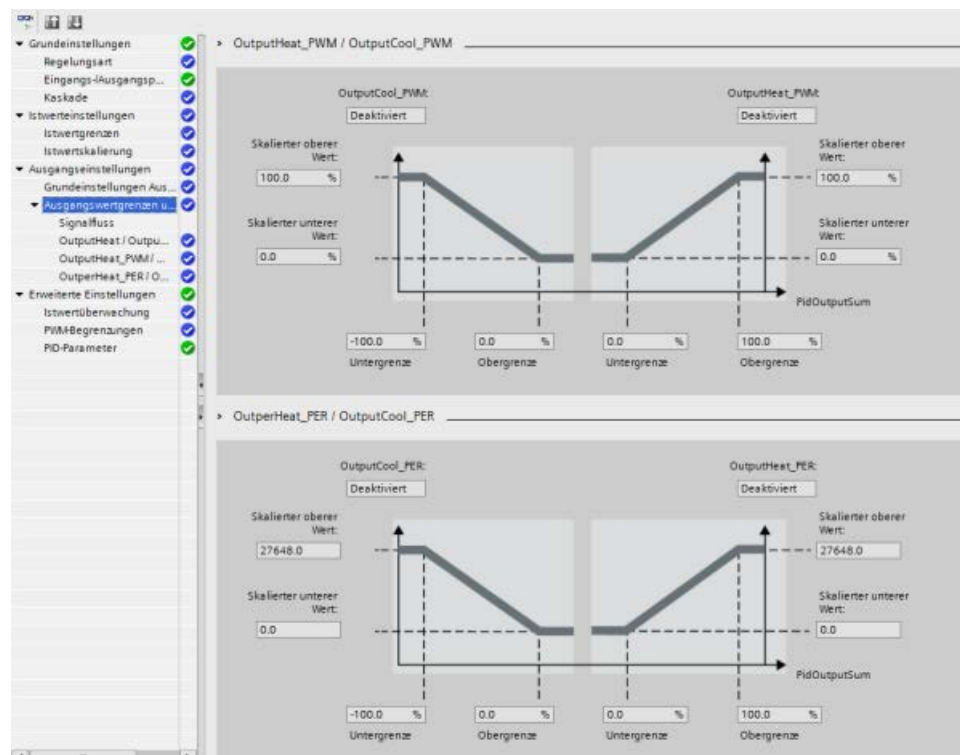 Grundeinstellungen
Regelungsart
Eingangs-/Ausgangsp...
Kaskade
Istwerteinstellungen
Istwertgrenzen
Istwertskalierung
Ausgangseinstellungen
Grundeinstellungen Aus...
Ausgangswertgrenzen u...
Signalfluss
OutputHeat / Outpu...
OutputHeat_PWM / ...
OutperHeat_PER / O...
Erweiterte Einstellungen
Istwertüberwachung
PWM-Begrenzungen
PID-Parameter
OutputHeat_PWM / OutputCool_PWM
OutputCool_PWM: OutputHeat_PWM:
Deaktiviert Deaktiviert
Skalierter oberer Skalierter oberer
Wert: Wert:
100.0 % 100.0 %
Skalierter unterer Skalierter unterer
Wert: Wert:
0.0 % 0.0 %
PidOutputSum
-100.0 % 0.0 % 0.0 % 100.0 %
Untergrenze Obergrenze Untergrenze Obergrenze
OutperHeat_PER / OutputCool_PER
OutputCool_PER: OutputHeat_PER:
Deaktiviert Deaktiviert
Skalierter oberer Skalierter oberer
Wert: Wert:
27648.0 27648.0
Skalierter unterer Skalierter unterer
Wert: Wert:
0.0 0.0
PidOutputSum
-100.0 % 0.0 % 0.0 % 100.0 %
Untergrenze Obergrenze Untergrenze Obergrenze